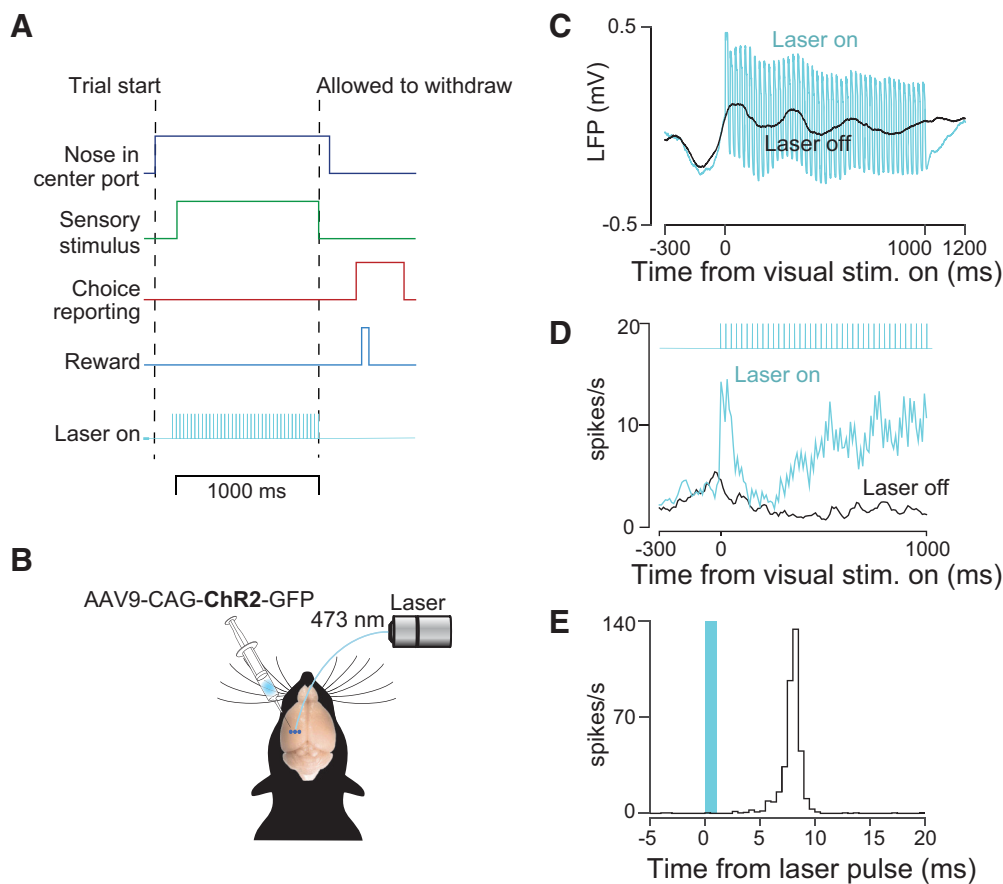 A
Trial start
Allowed to withdraw
Nose in
center port
Sensory
stimulus
Choice
reporting
Reward
Laser on
1000 ms
B
AAV9-CAG-ChR2-GFP
473 nm
Laser
C
0.5
LFP (mV)
-0.5
Laser on
Laser off
-300
0
1000
1200
Time from visual stim. on (ms)
D
20
10
0
spikes/s
Laser on
Laser off
-300
0
1000
Time from visual stim. on (ms)
E
140
70
0
spikes/s
-5
0
5
10
15
20
Time from laser pulse (ms)